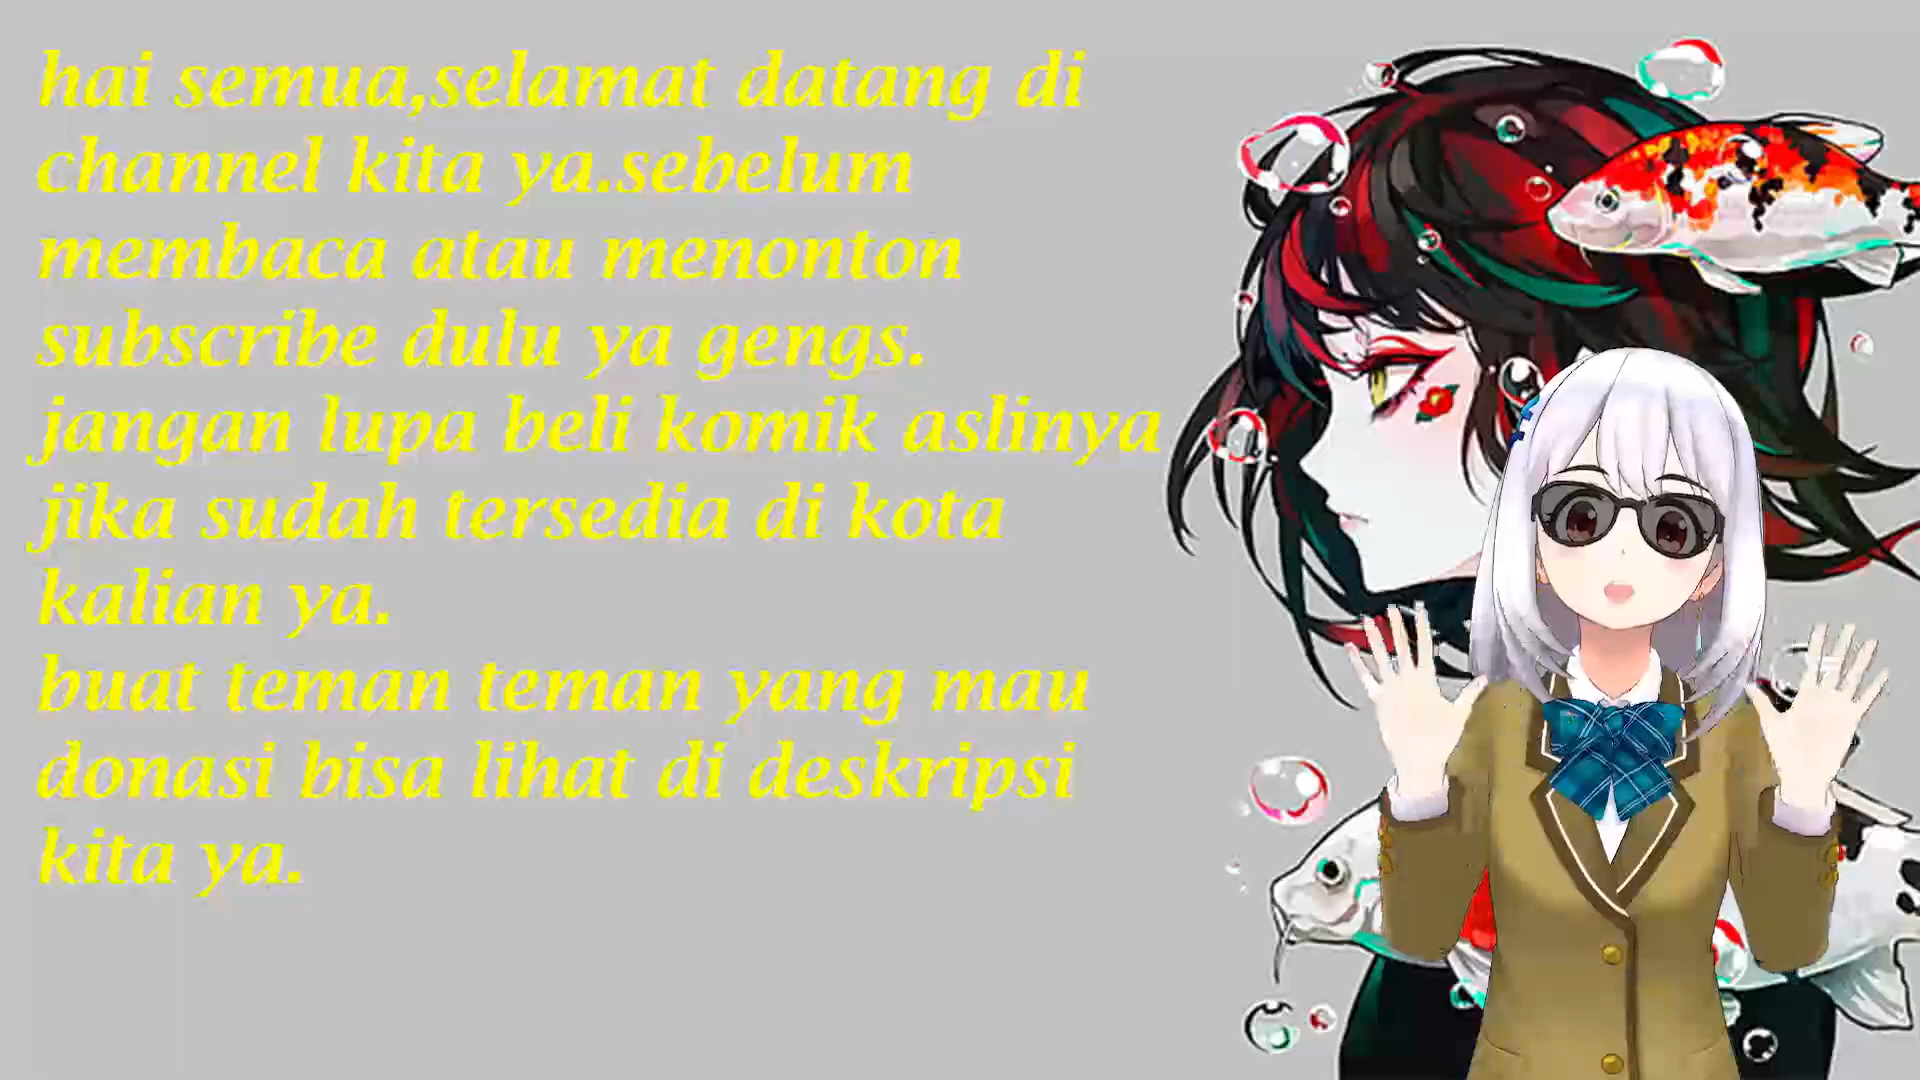 hai semua,selamat datang di
channel kita ya.sebelum
membaca atau menonton
subscribe dulu ya gengs.
jangan lupa beli komik aslinya
jika sudah tersedia di kota
kalian ya.
buat teman teman yang mau
donasi bisa lihat di deskripsi
kita ya.